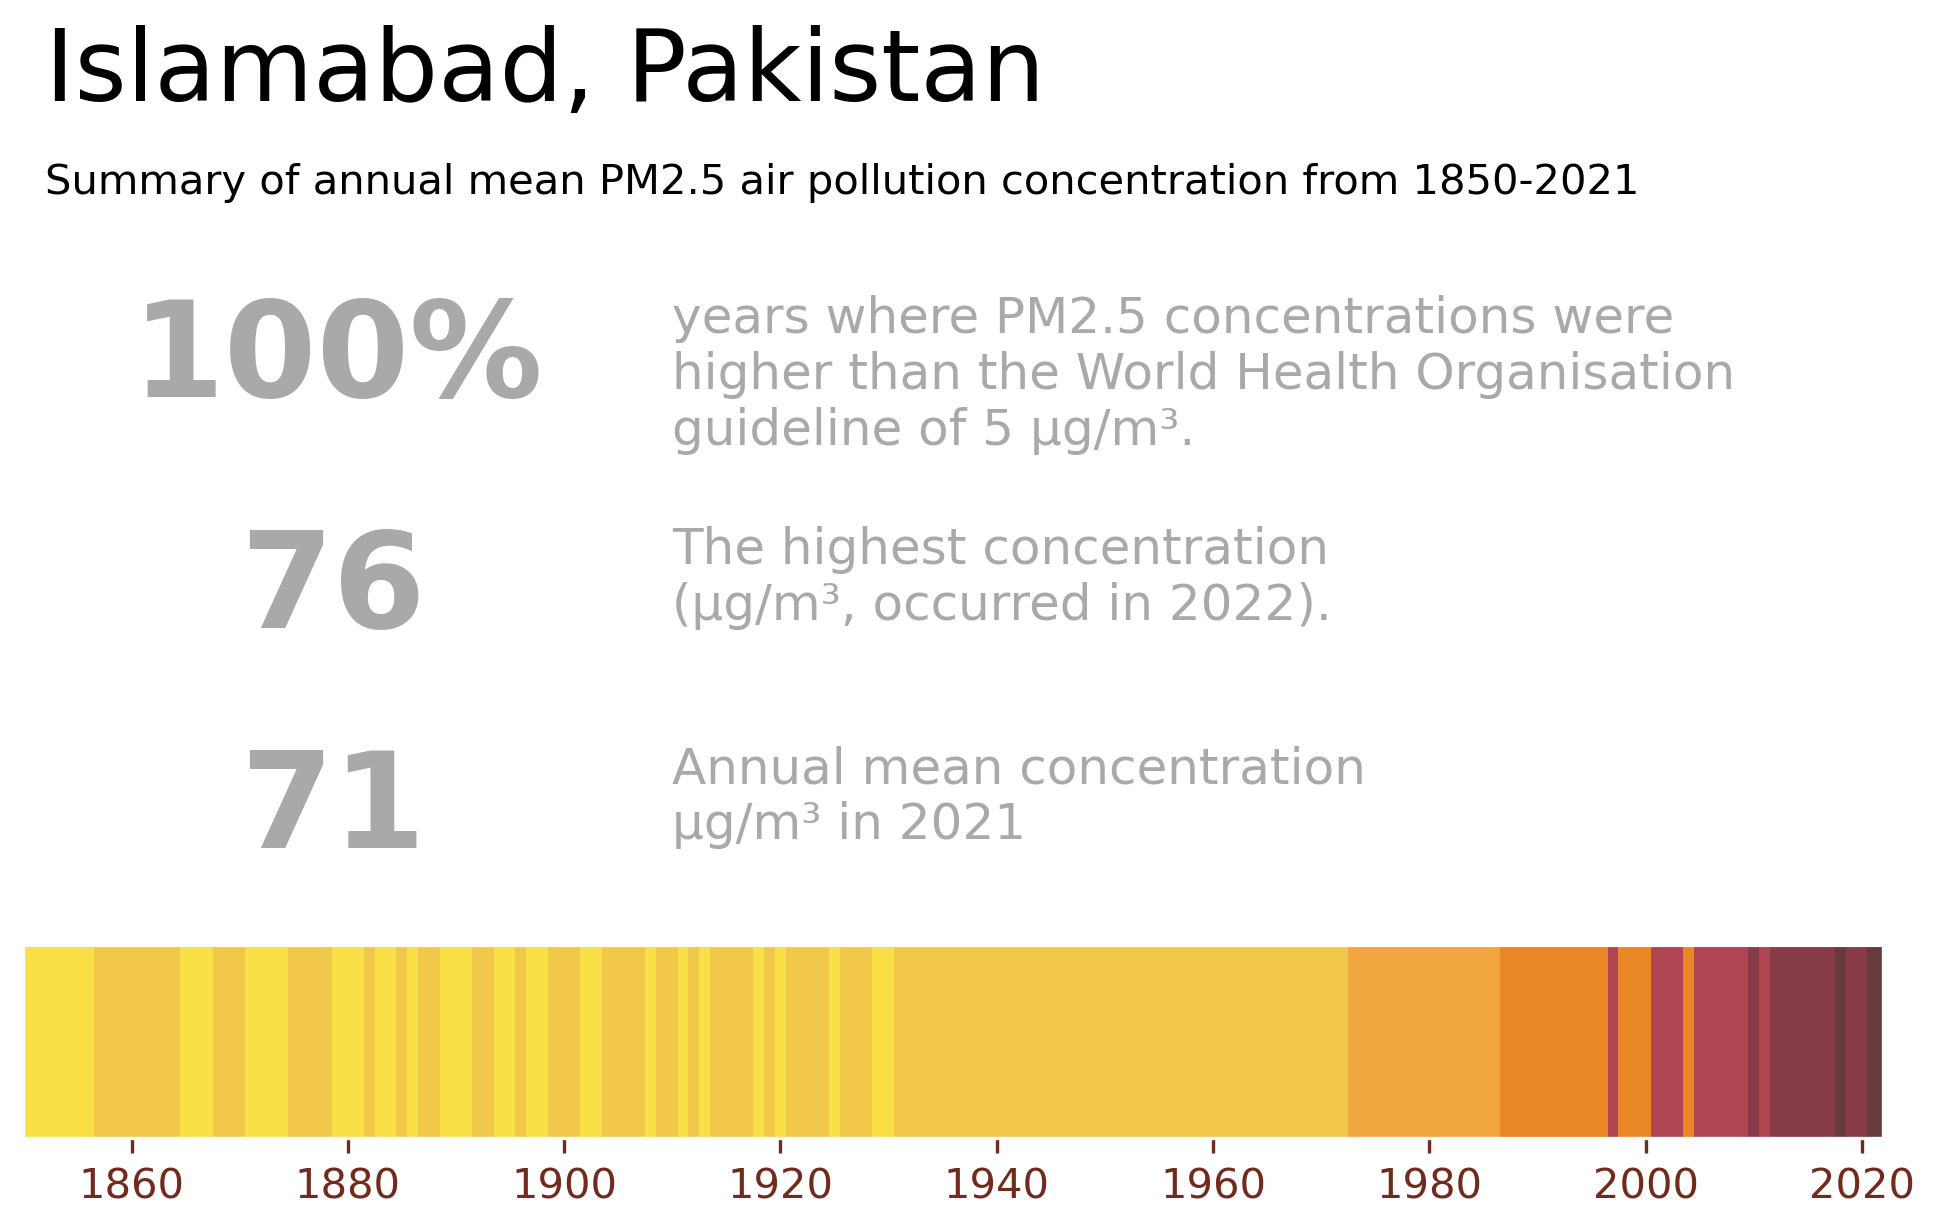 Islamabad, Pakistan
Summary of annual mean PM2.5 air pollution concentration from 1850-2021
100%
years where PM2.5 concentrations were
higher than the World Health Organisation
guideline of 5 µg/m³.
76
The highest concentration
(µg/m³, occurred in 2022).
71
Annual mean concentration
µg/m³ in 2021
1860 1880 1900 1920 1940 1960 1980 2000 2020